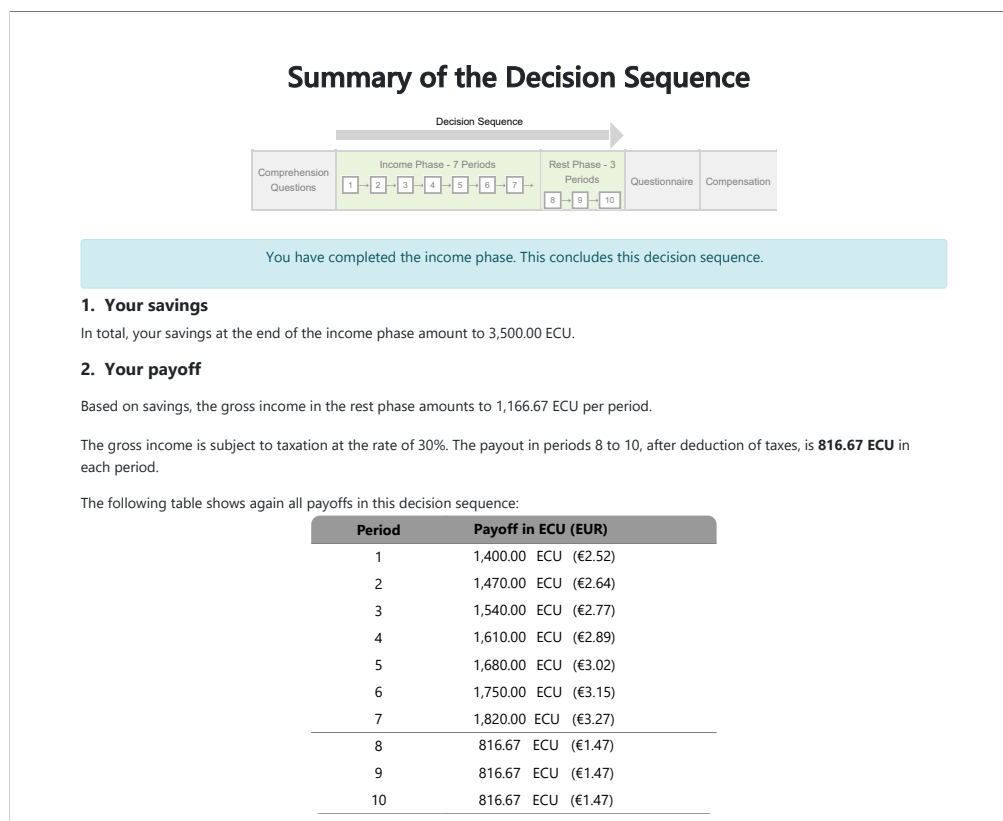 Summary of the Decision Sequence
Decision Sequence
Comprehension
Questions
Income Phase - 7 Periods
1 → 2 → 3 → 4 → 5 → 6 → 7 →
Rest Phase - 3
Periods
8 → 9 → 10
Questionnaire
Compensation
You have completed the income phase. This concludes this decision sequence.
1. Your savings
In total, your savings at the end of the income phase amount to 3,500.00 ECU.
2. Your payoff
Based on savings, the gross income in the rest phase amounts to 1,166.67 ECU per period.
The gross income is subject to taxation at the rate of 30%. The payout in periods 8 to 10, after deduction of taxes, is 816.67 ECU in
each period.
The following table shows again all payoffs in this decision sequence:
Period Payoff in ECU (EUR)
1 1,400.00 ECU (€2.52)
2 1,470.00 ECU (€2.64)
3 1,540.00 ECU (€2.77)
4 1,610.00 ECU (€2.89)
5 1,680.00 ECU (€3.02)
6 1,750.00 ECU (€3.15)
7 1,820.00 ECU (€3.27)
8 816.67 ECU (€1.47)
9 816.67 ECU (€1.47)
10 816.67 ECU (€1.47)